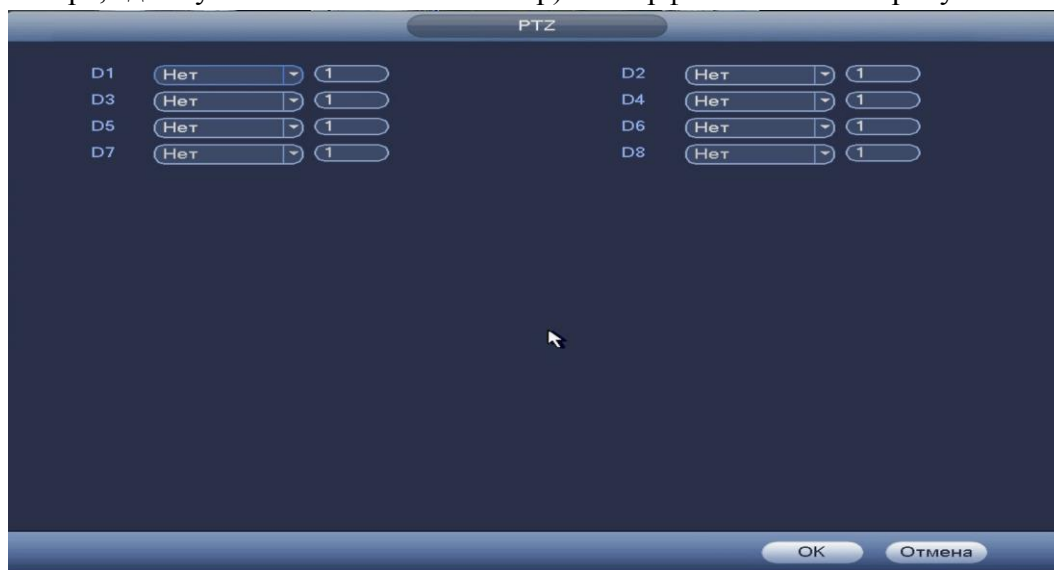 PTZ
D1 Нет 1 D2 Нет 1
D3 Нет 1 D4 Нет 1
D5 Нет 1 D6 Нет 1
D7 Нет 1 D8 Нет 1
OK Отмена